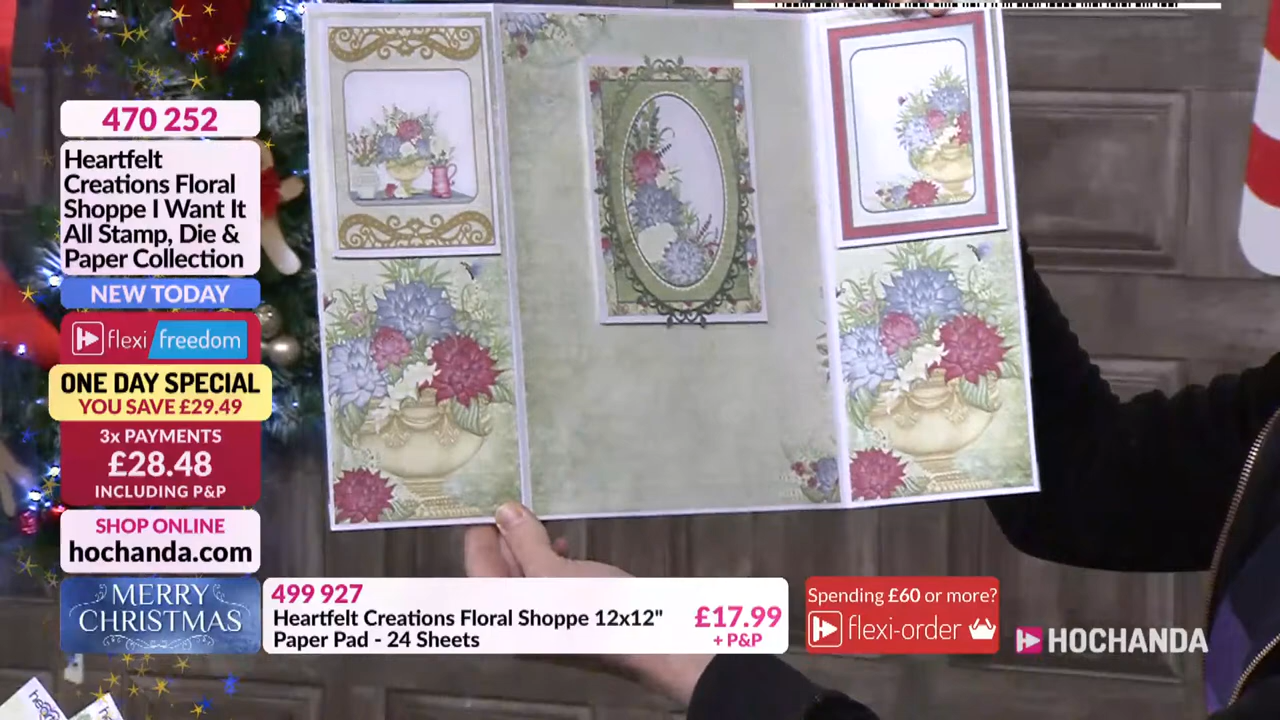 470 252
Heartfelt
Creations Floral
Shoppe I Want It
All Stamp, Die &
Paper Collection
NEW TODAY
flexi freedom
ONE DAY SPECIAL
YOU SAVE £29.49
3x PAYMENTS
£28.48
INCLUDING P&P
SHOP ONLINE
hochanda.com
MERRY
CHRISTMAS
499 927
Heartfelt Creations Floral Shoppe 12x12"
Paper Pad - 24 Sheets
£17.99
+ P&P
Spending £60 or more?
flexi-order
HOCHANDA